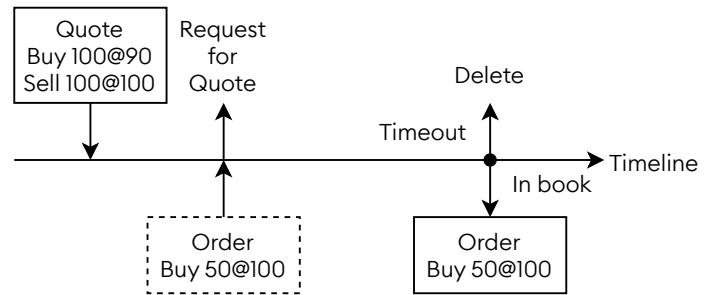 Quote
Buy 100@90
Sell 100@100
Request
for
Quote
Delete
Timeout
Timeline
In book
Order
Buy 50@100
Order
Buy 50@100